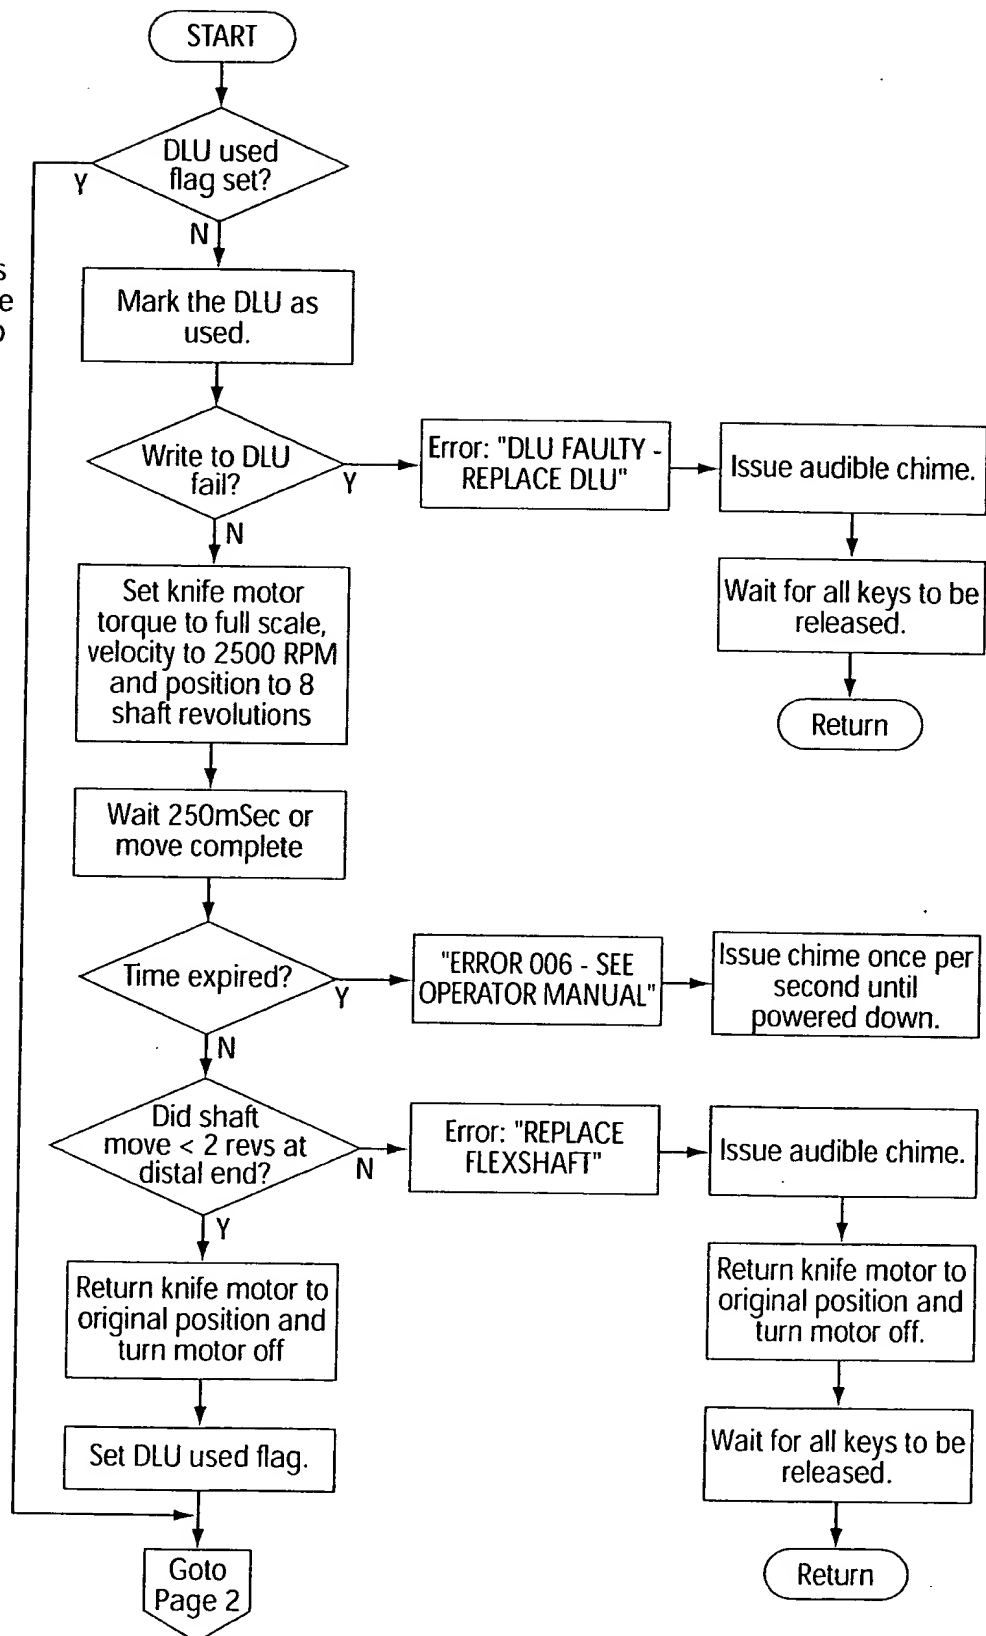 START
DLU used
flag set?
Y
N
Mark the DLU as
used.
Write to DLU
fail?
Y
N
Error: "DLU FAULTY -
REPLACE DLU"
Issue audible chime.
Wait for all keys to be
released.
Return
Set knife motor
torque to full scale,
velocity to 2500 RPM
and position to 8
shaft revolutions
Wait 250mSec or
move complete
Time expired?
Y
N
"ERROR 006 - SEE
OPERATOR MANUAL"
Issue chime once per
second until
powered down.
Did shaft
move < 2 revs at
distal end?
N
Y
Error: "REPLACE
FLEXSHAFT"
Issue audible chime.
Return knife motor to
original position and
turn motor off.
Wait for all keys to be
released.
Return
Return knife motor to
original position and
turn motor off
Set DLU used flag.
Goto
Page 2